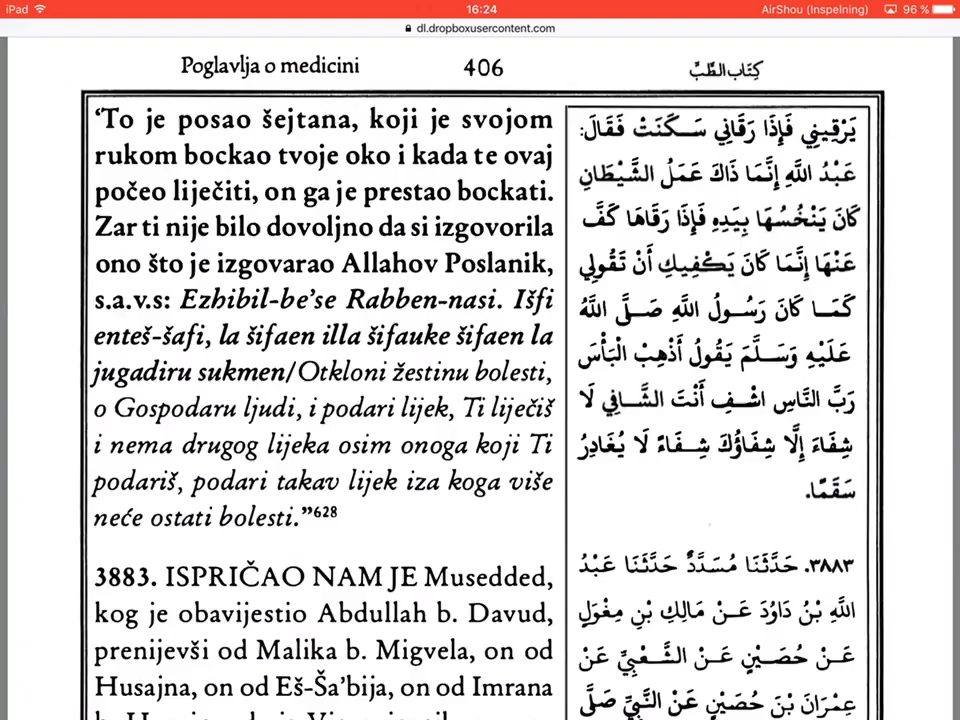 iPad 16:24 AirShou (Inspelning) 96 %
dl.dropboxusercontent.com
Poglavlja o medicini 406 كِتَابِ الطِّبِّ
‘To je posao šejtana, koji je svojom
rukom bockao tvoje oko i kada te ovaj
počeo liječiti, on ga je prestao bockati.
Zar ti nije bilo dovoljno da si izgovorila
ono što je izgovarao Allahov Poslanik,
s.a.v.s: Ezhibil-be’se Rabben-nasi. Išfi
enteš-šafi, la šifaen illa šifauke šifaen la
jugadiru sukmen/Otkloni žestinu bolesti,
o Gospodaru ljudi, i podari lijek, Ti liječiš
i nema drugog lijeka osim onoga koji Ti
podariš, podari takav lijek iza koga više
neće ostati bolesti.”628
3883. ISPRIČAO NAM JE Musedded,
kog je obavijestio Abdullah b. Davud,
prenijevši od Malika b. Migvela, on od
Husajna, on od Eš-Ša’bija, on od Imrana
يَرْقِينِي فَإِذَا رَقَانِي سَكَنَتْ فَقَالَ:
عَبْدُ اللَّهِ إِنَّمَا ذَاكَ عَمَلُ الشَّيْطَانِ
كَانَ يَنْخُسُهَا بِيَدِهِ فَإِذَا رَقَاهَا كَفَّ
عَنْهَا إِنَّمَا كَانَ يَكْفِيكِ أَنْ تَقُولِي
كَمَا كَانَ رَسُولُ اللَّهِ صَلَّى اللَّهُ
عَلَيْهِ وَسَلَّمَ يَقُولُ أَذْهِبْ الْبَأْسَ
رَبَّ النَّاسِ اشْفِ أَنْتَ الشَّافِي لَا
شِفَاءَ إِلَّا شِفَاؤُكَ شِفَاءً لَا يُغَادِرُ
سَقَمًا.
٣٨٨٣. حَدَّثَنَا مُسَدَّدٌ حَدَّثَنَا عَبْدُ
اللَّهِ بْنُ دَاوُدَ عَنْ مَالِكِ بْنِ مِغْوَلٍ
عَنْ حُصَيْنٍ عَنْ الشَّعْبِيِّ عَنْ
عِمْرَانَ بْنِ حُصَيْنٍ عَنْ النَّبِيِّ صَلَّى